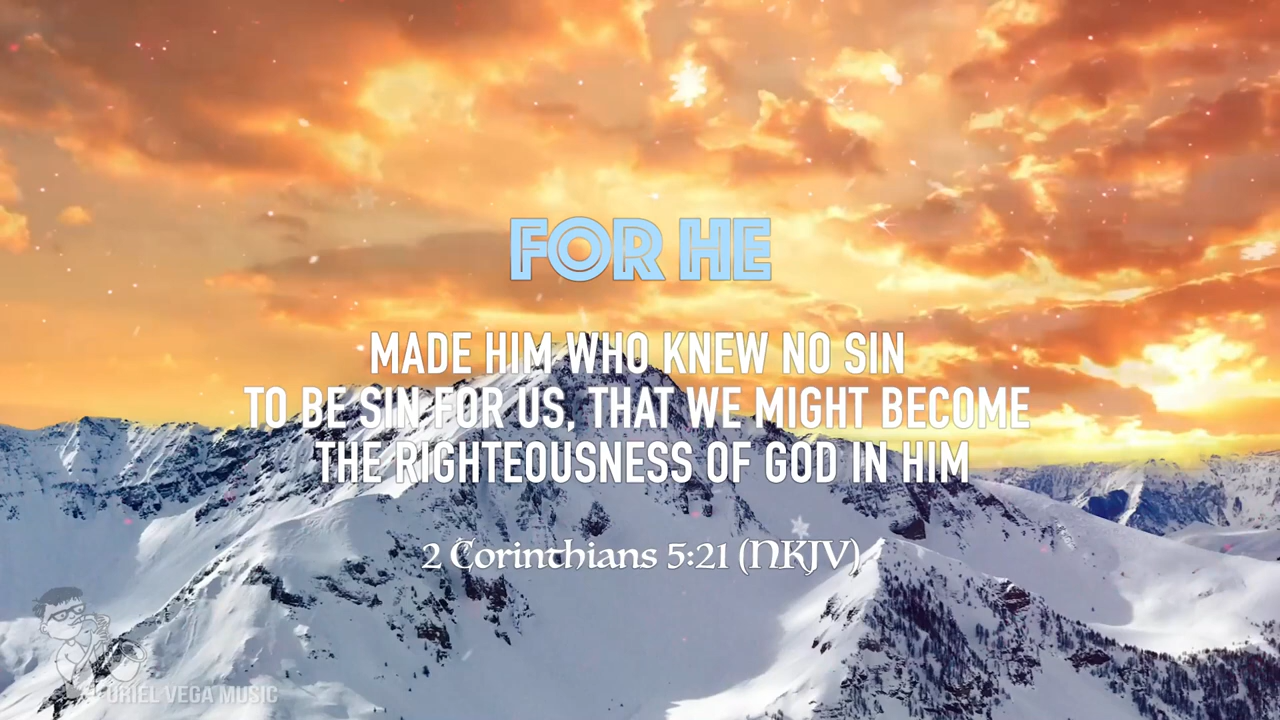 FOR HE
MADE HIM WHO KNEW NO SIN
TO BE SIN FOR US, THAT WE MIGHT BECOME
THE RIGHTEOUSNESS OF GOD IN HIM
2 Corinthians 5:21 (NKJV)
URIEL VEGA MUSIC